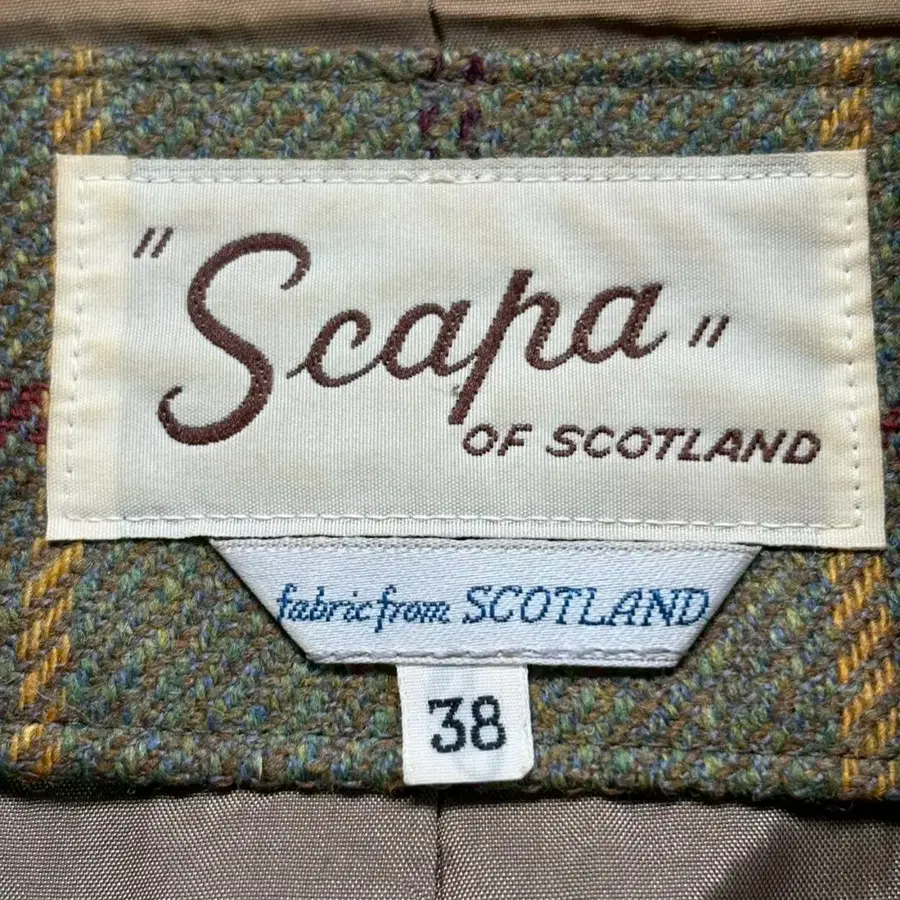 "Scapa"
OF SCOTLAND
fabric from SCOTLAND
38